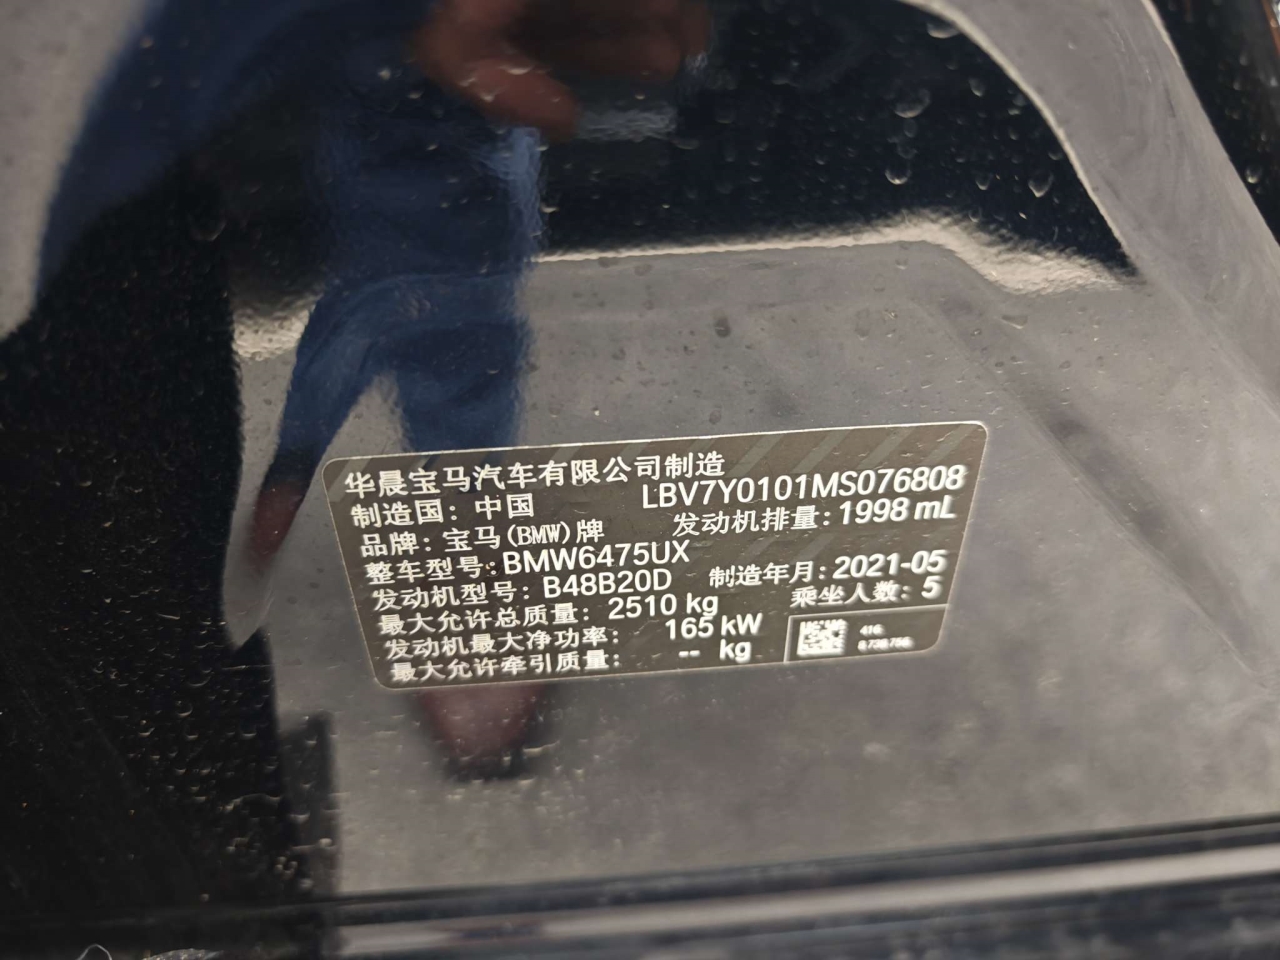 华晨宝马汽车有限公司制造
制造国：中国 LBV7Y0101MS076808
品牌：宝马(BMW)牌 发动机排量：1998 mL
整车型号：BMW6475UX
发动机型号：B48B20D 制造年月：2021-05
最大允许总质量：2510 kg 乘坐人数：5
发动机最大净功率：165 kW
最大允许牵引质量：-- kg
416